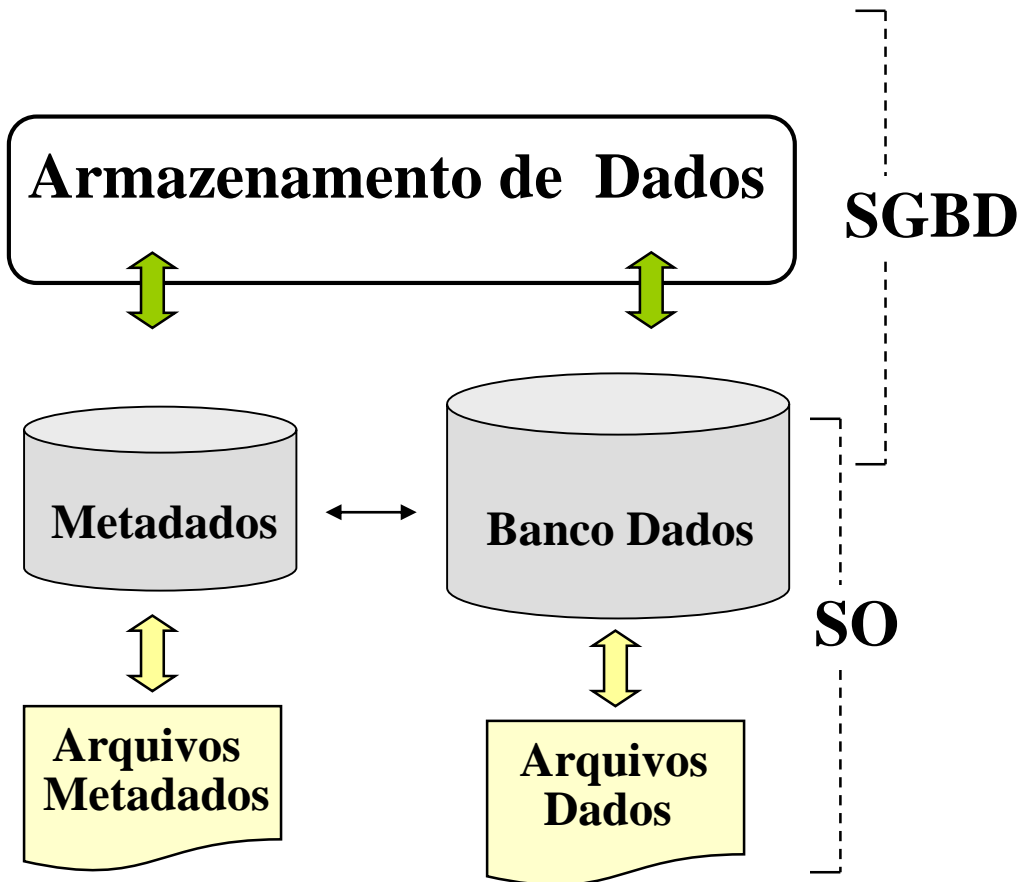 Armazenamento de Dados
SGBD
Metadados
Banco Dados
SO
Arquivos
Metadados
Arquivos
Dados